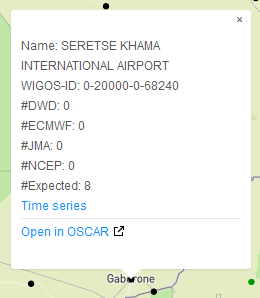 ×
Name: SERETSE KHAMA
INTERNATIONAL AIRPORT
WIGOS-ID: 0-20000-0-68240
#DWD: 0
#ECMWF: 0
#JMA: 0
#NCEP: 0
#Expected: 8
Time series
Open in OSCAR
Gaborone